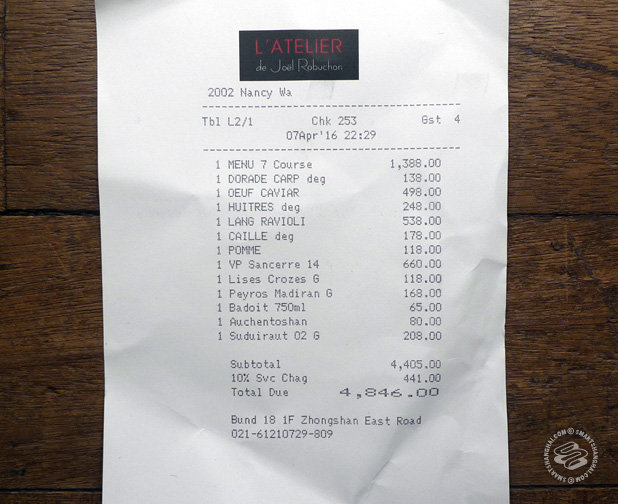 L'ATELIER
de Joël Robuchon
2002 Nancy Wa
Tbl L2/1 Chk 253 Gst 4
07Apr'16 22:29
1 MENU 7 Course 1,388.00
1 DORADE CARP deg 138.00
1 OEUF CAVIAR 498.00
1 HUITRES deg 248.00
1 LANG RAVIOLI 538.00
1 CAILLE deg 178.00
1 POMME 118.00
1 VP Sancerre 14 660.00
1 Lises Crozes G 118.00
1 Peyros Madiran G 168.00
1 Badoit 750ml 65.00
1 Auchentoshan 80.00
1 Suduiraut 02 G 208.00
Subtotal 4,405.00
10% Svc Chag 441.00
Total Due 4,846.00
Bund 18 1F Zhongshan East Road
021-61210729-809
SMARTSHANGHAI.COM © SMARTSHANGHAI.COM ©